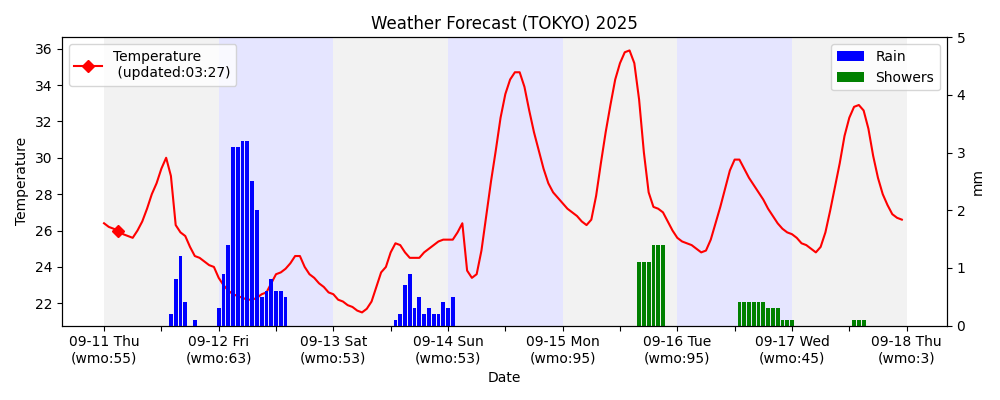 Weather Forecast (TOKYO) 2025
Temperature
(updated:03:27)
Rain
Showers
36
34
32
30
28
26
24
22
Temperature
5
4
3
2
1
0
mm
09-11 Thu
(wmo:55)
09-12 Fri
(wmo:63)
09-13 Sat
(wmo:53)
09-14 Sun
(wmo:53)
09-15 Mon
(wmo:95)
09-16 Tue
(wmo:95)
09-17 Wed
(wmo:45)
09-18 Thu
(wmo:3)
Date